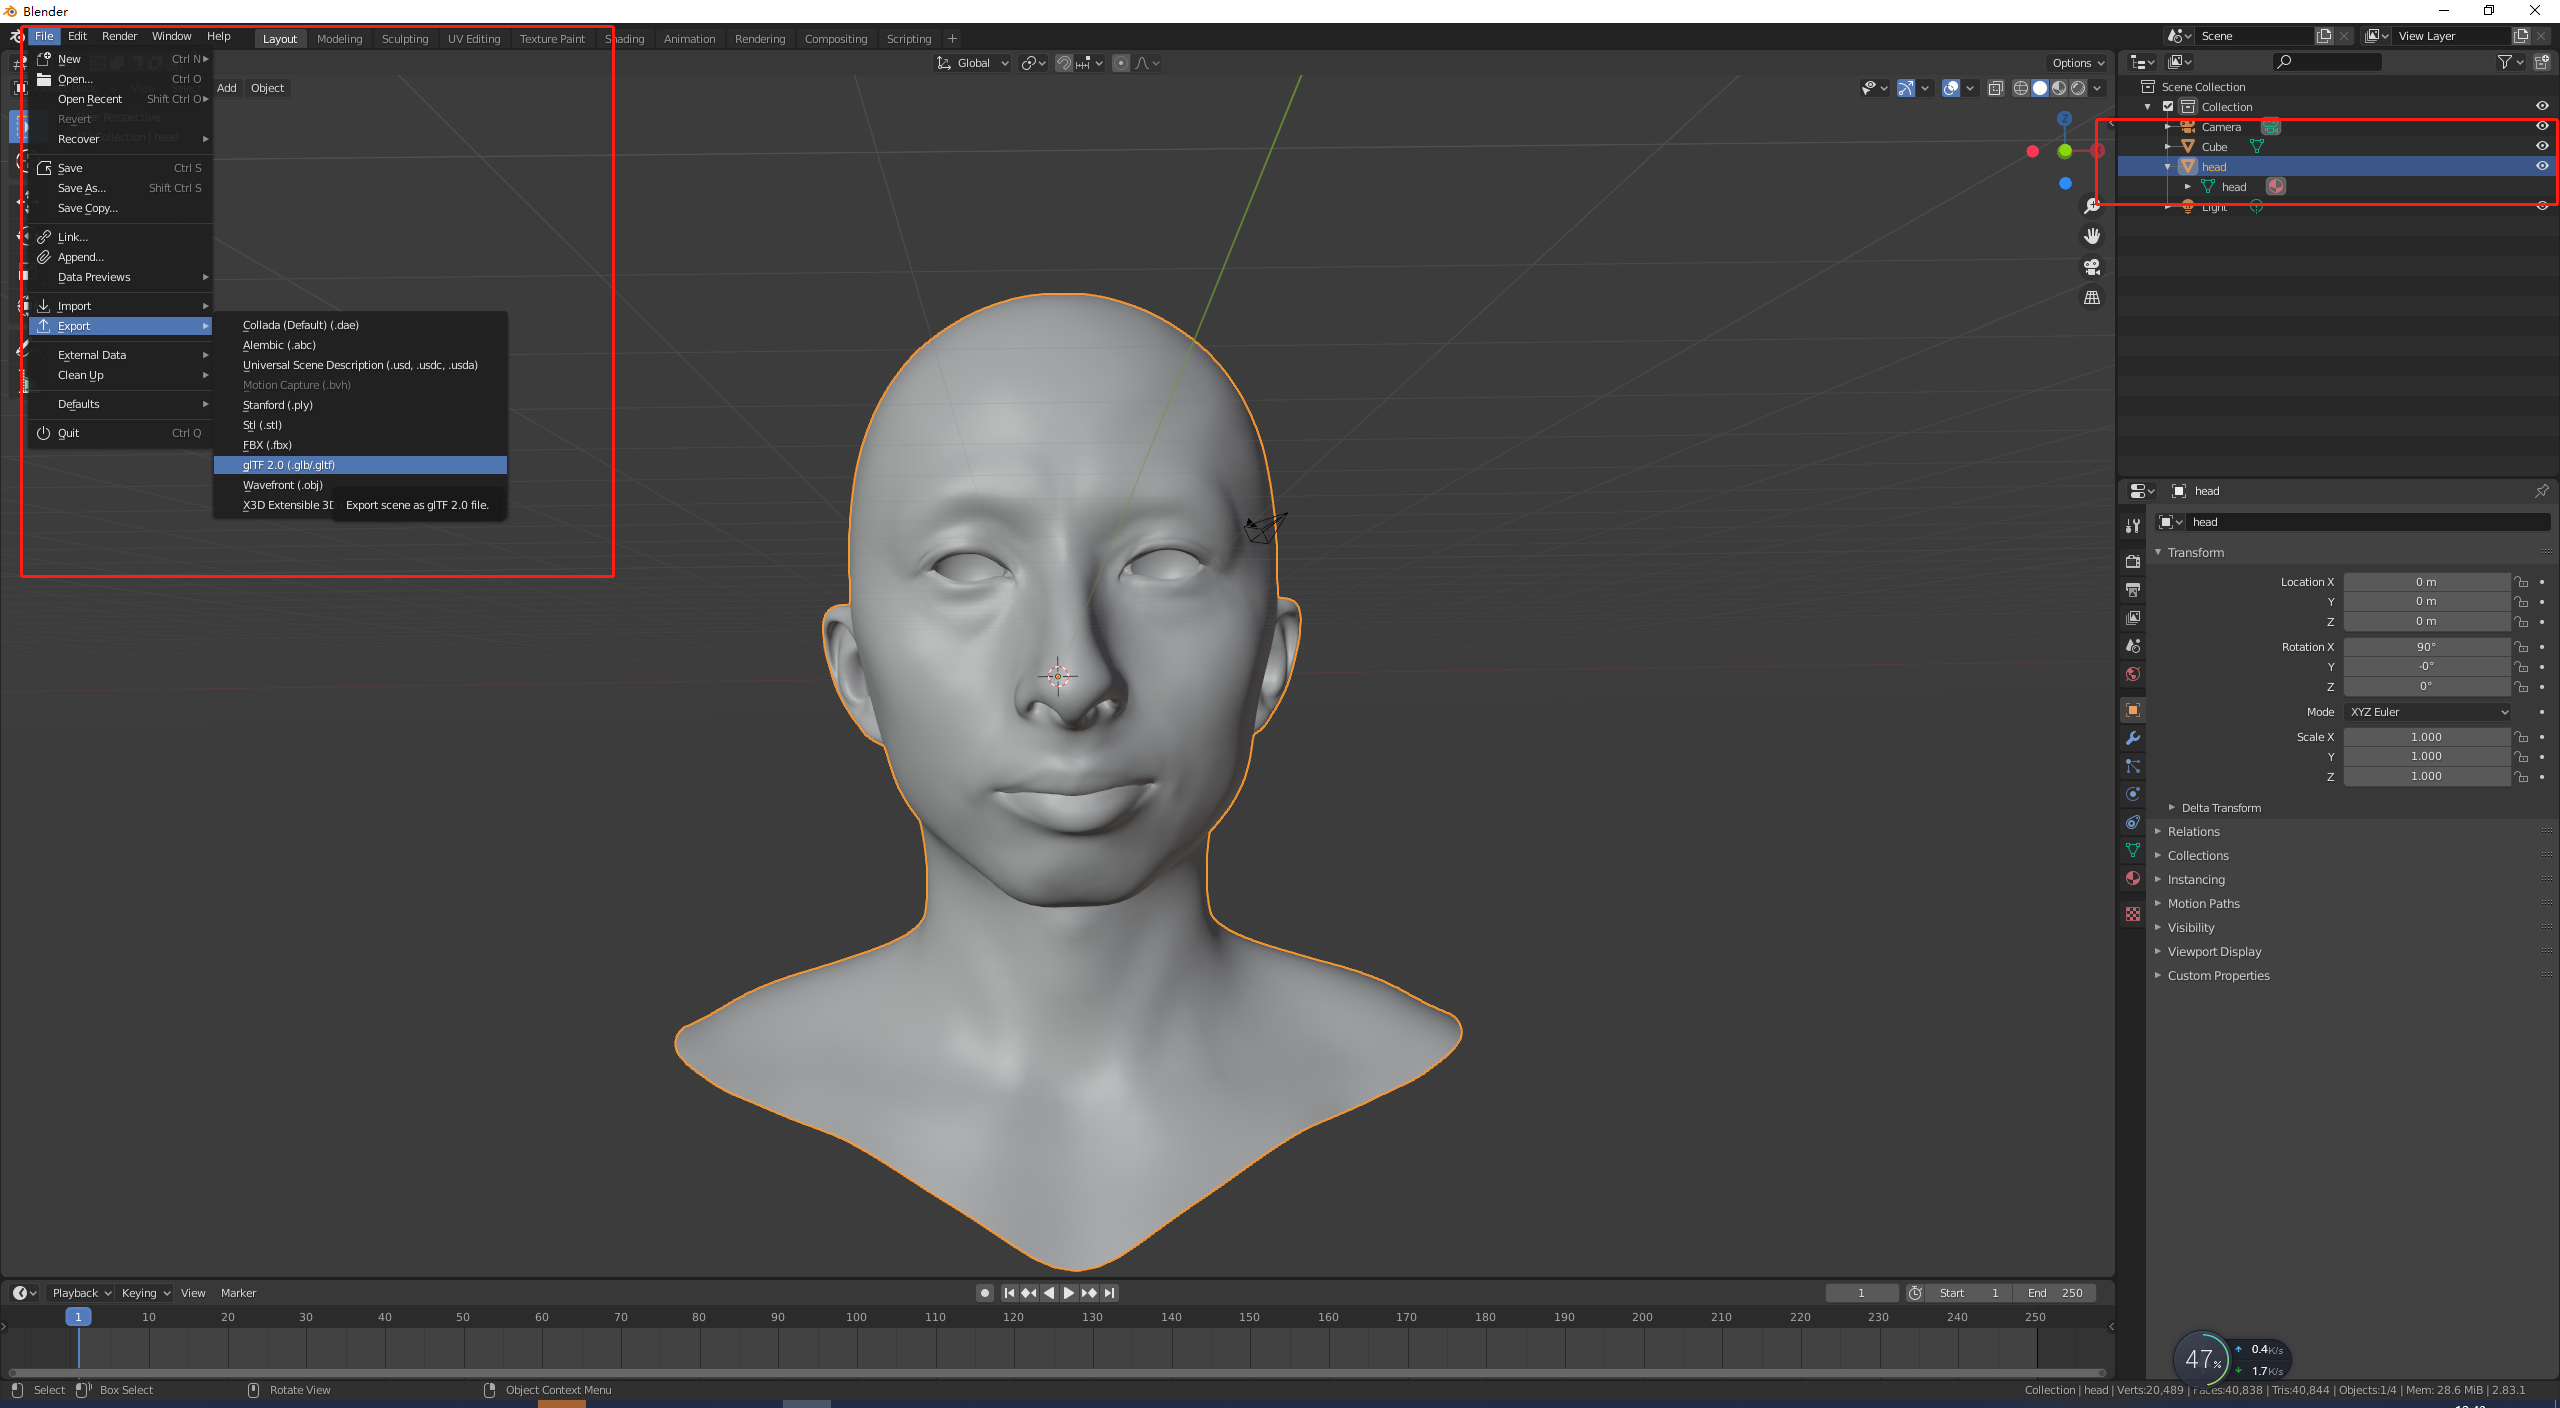 Blender
File Edit Render Window Help Layout Modeling Sculpting UV Editing Texture Paint Shading Animation Rendering Compositing Scripting
Scene View Layer
New Ctrl N
Open... Ctrl O
Open Recent Shift Ctrl O
Revert
Recover
Save Ctrl S
Save As... Shift Ctrl S
Save Copy...
Link...
Append...
Data Previews
Import
Export
External Data
Clean Up
Defaults
Quit Ctrl Q
Collada (Default) (.dae)
Alembic (.abc)
Universal Scene Description (.usd, .usdc, .usda)
Motion Capture (.bvh)
Stanford (.ply)
Stl (.stl)
FBX (.fbx)
glTF 2.0 (.glb/.gltf)
Wavefront (.obj)
X3D Extensible 3D
Export scene as glTF 2.0 file.
Add Object
Perspective
Collection | head
Global
Options
Z
Scene Collection
Collection
Camera
Cube
head
head
Light
head
head
Transform
Location X 0 m
Y 0 m
Z 0 m
Rotation X 90°
Y -0°
Z 0°
Mode XYZ Euler
Scale X 1.000
Y 1.000
Z 1.000
Delta Transform
Relations
Collections
Instancing
Motion Paths
Visibility
Viewport Display
Custom Properties
Playback Keying View Marker
1 Start 1 End 250
1 10 20 30 40 50 60 70 80 90 100 110 120 130 140 150 160 170 180 190 200 210 220 230 240 250
47% 0.4K/s
1.7K/s
Select Box Select Rotate View Object Context Menu
Collection | head | Verts:20,489 | Faces:40,838 | Tris:40,844 | Objects:1/4 | Mem: 28.6 MiB | 2.83.1